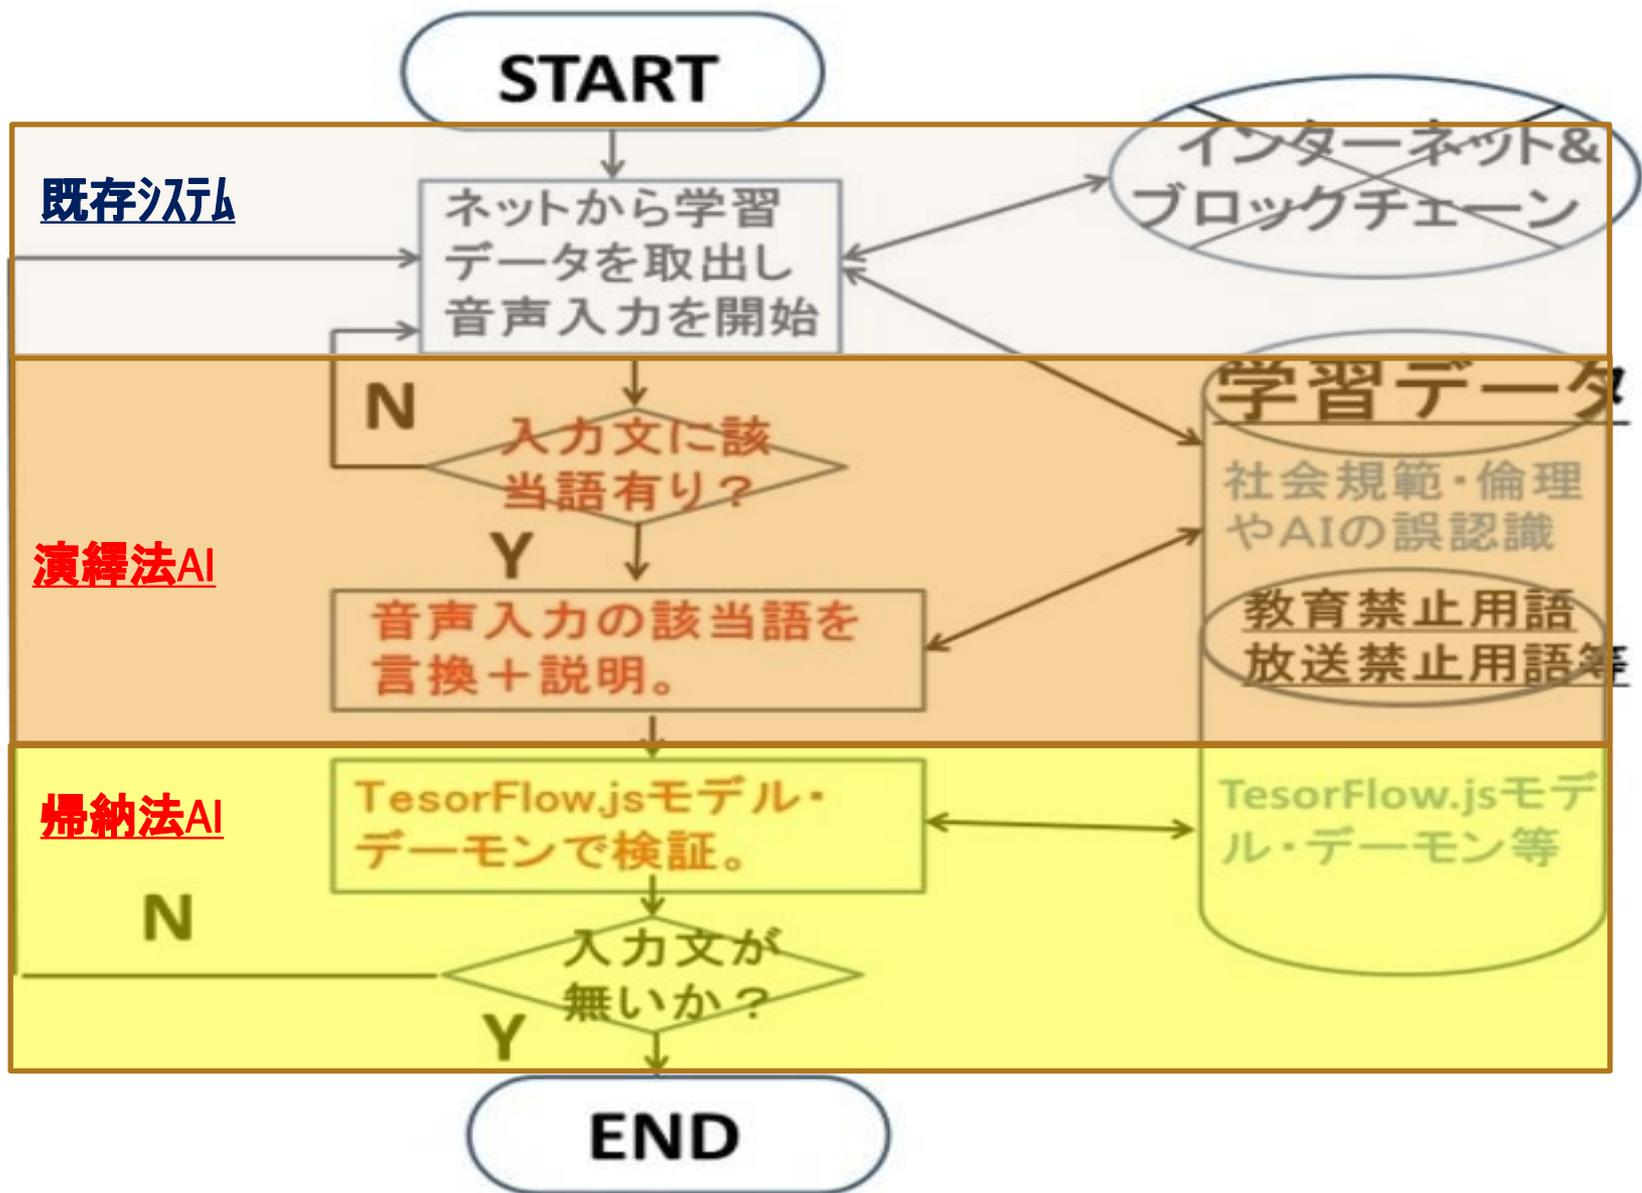 START
インターネット&
ブロックチェーン
既存システム
ネットから学習
データを取出し
音声入力を開始
N
学習データ
入力文に該
当語有り?
社会規範・倫理
やAIの誤認識
Y
演繹法AI
教育禁止用語
放送禁止用語等
音声入力の該当語を
言換+説明。
帰納法AI
TesorFlow.jsモデル・
デーモンで検証。
TesorFlow.jsモデ
ル・デーモン等
N
入力文が
無いか?
Y
END